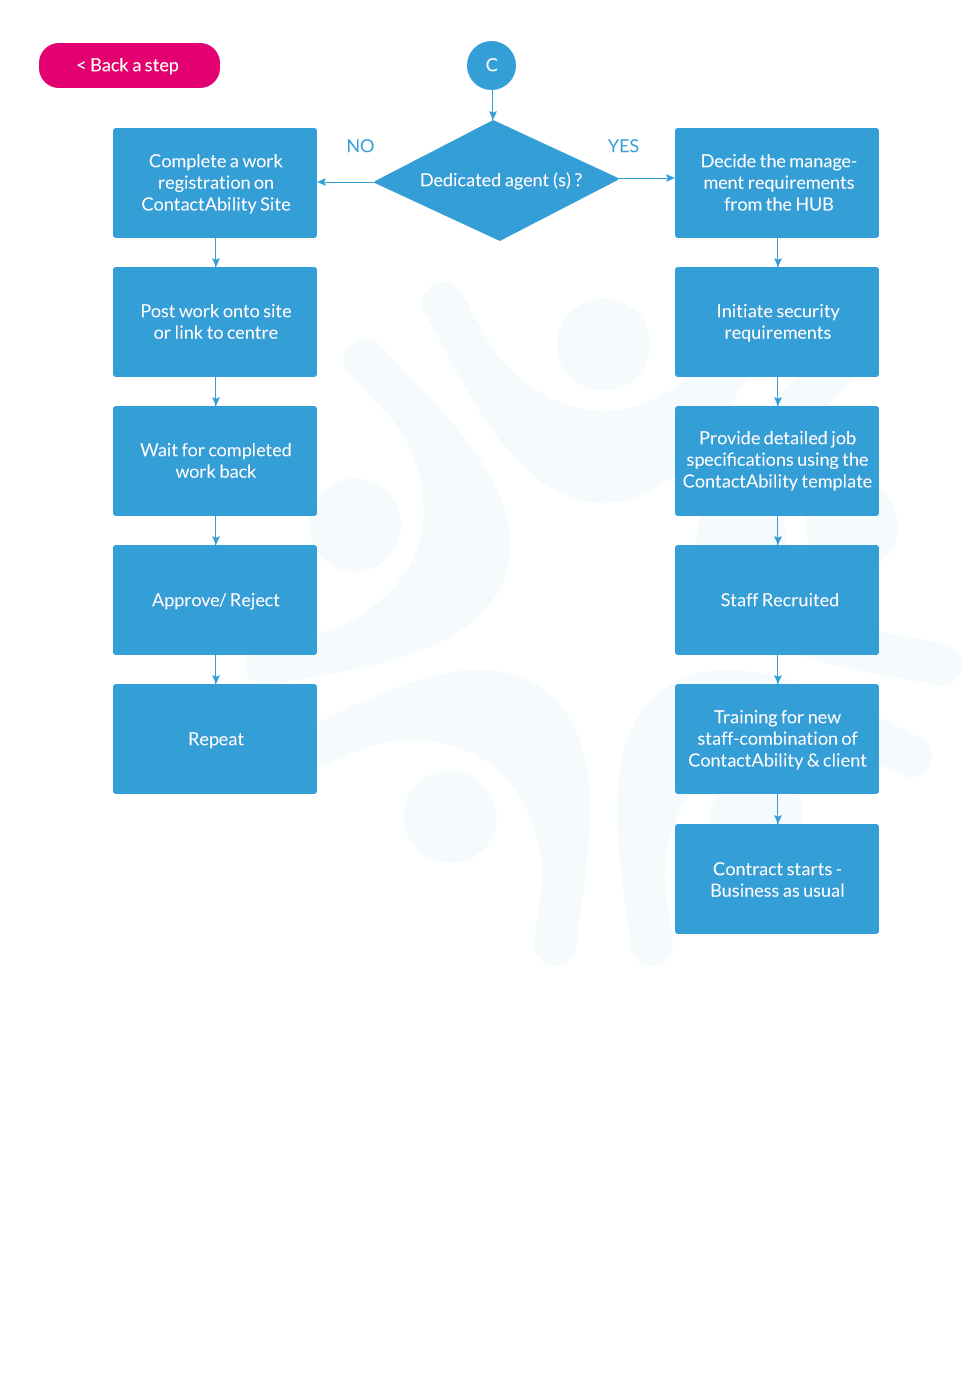 < Back a step
C
NO
YES
Dedicated agent (s) ?
Complete a work
registration on
ContactAbility Site
Post work onto site
or link to centre
Wait for completed
work back
Approve/ Reject
Repeat
Decide the manage-
ment requirements
from the HUB
Initiate security
requirements
Provide detailed job
specifications using the
ContactAbility template
Staff Recruited
Training for new
staff-combination of
ContactAbility & client
Contract starts -
Business as usual